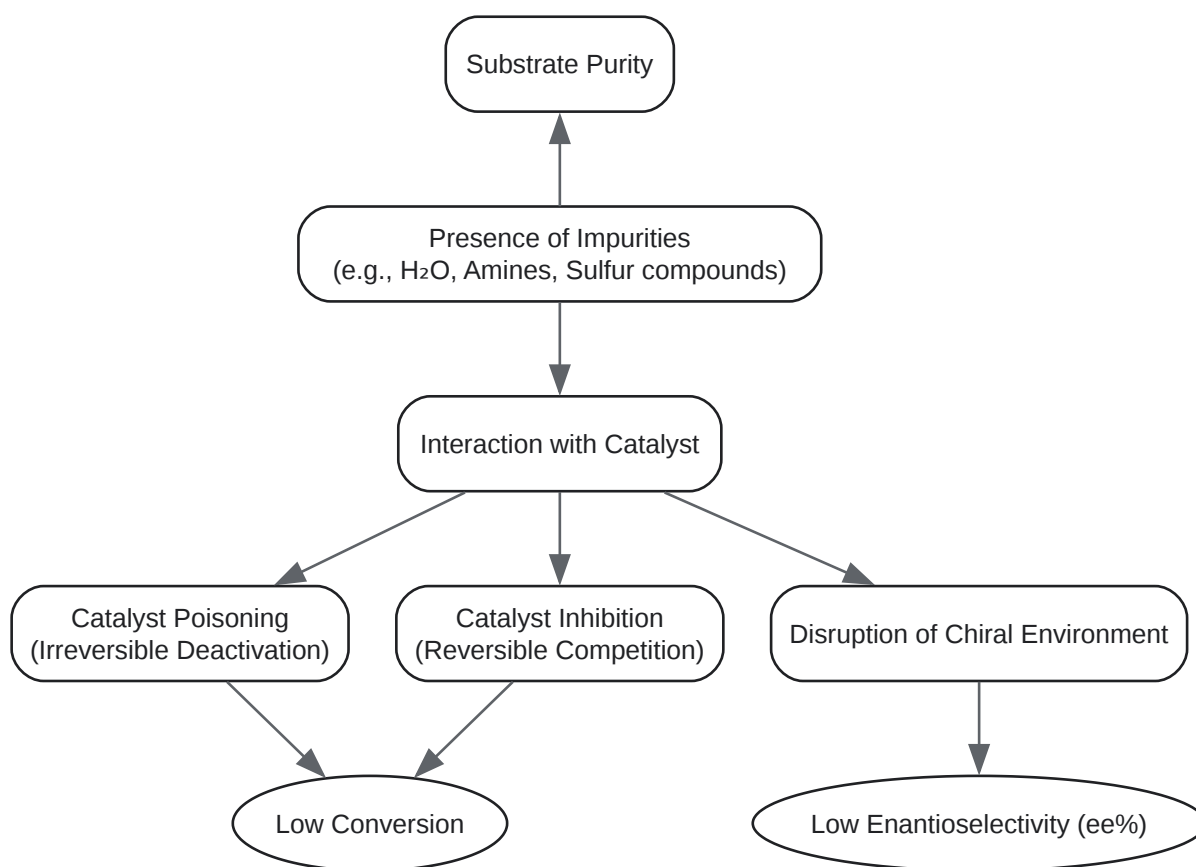 Substrate Purity
Presence of Impurities
(e.g., H₂O, Amines, Sulfur compounds)
Interaction with Catalyst
Catalyst Poisoning
(Irreversible Deactivation)
Catalyst Inhibition
(Reversible Competition)
Disruption of Chiral Environment
Low Conversion
Low Enantioselectivity (ee%)